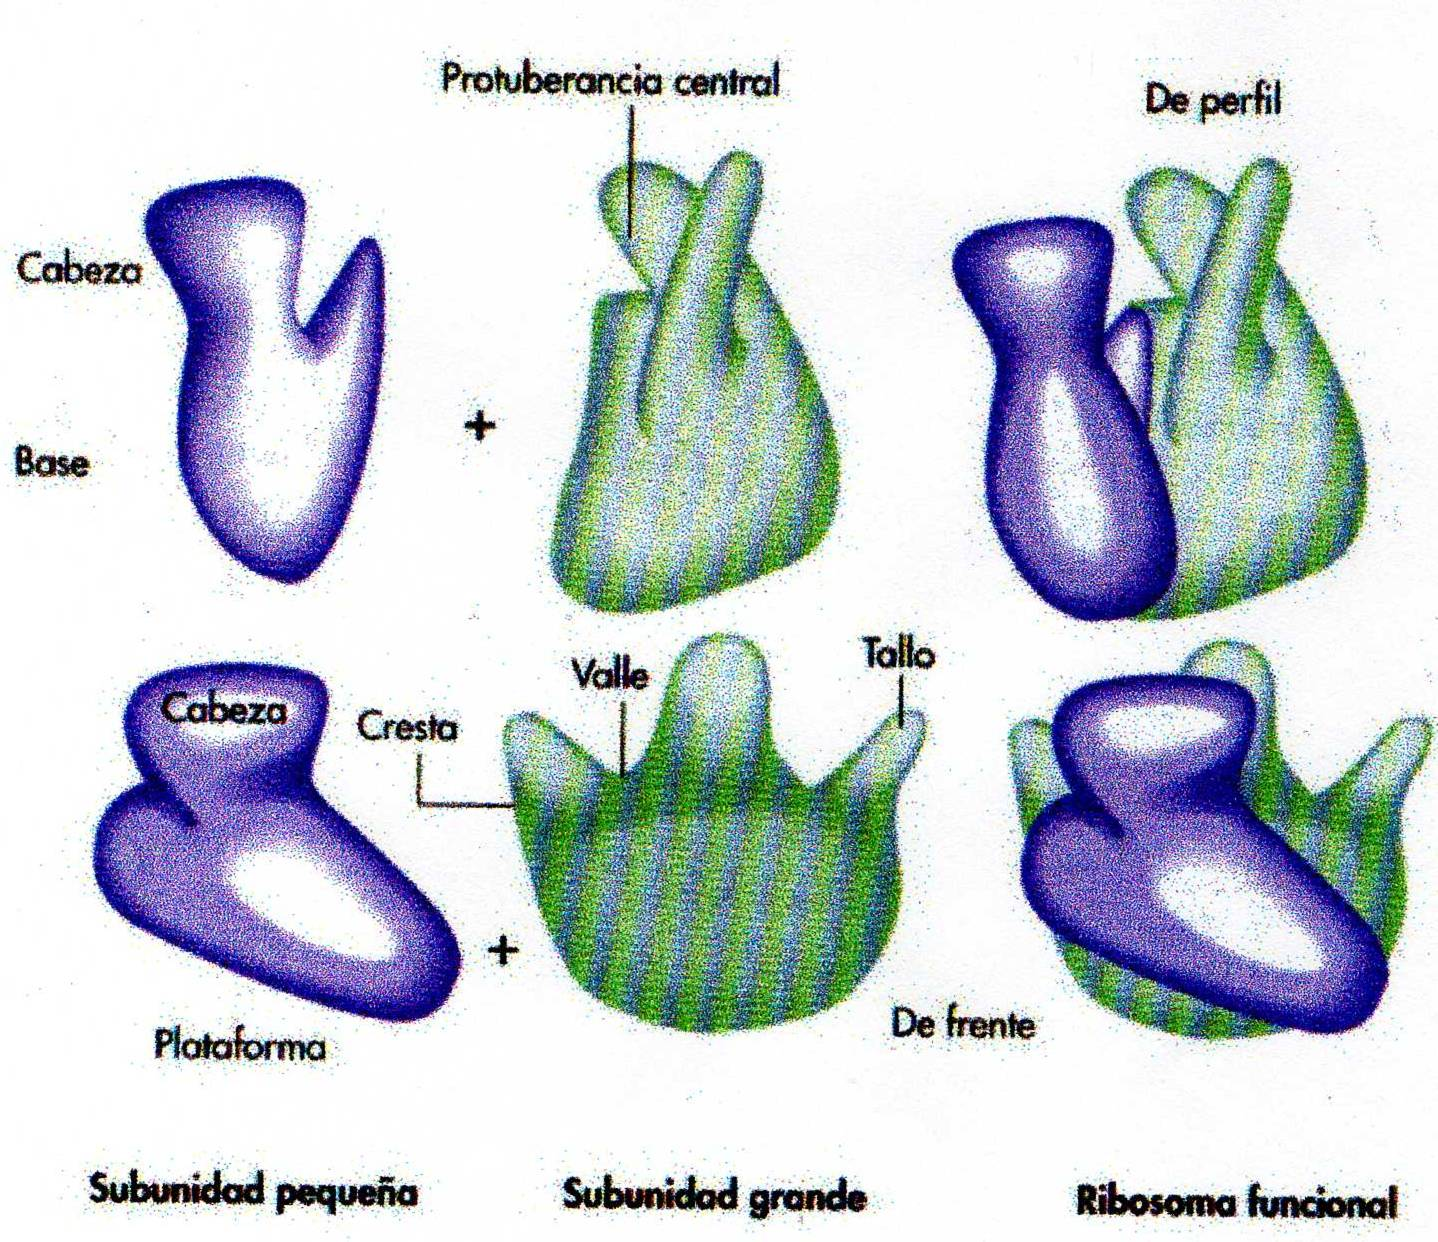 Protuberancia central
De perfil
Cabeza
+
Base
Tallo
Valle
Cabeza
Cresta
+
De frente
Plataforma
Subunidad pequeña
Subunidad grande
Ribosoma funcional